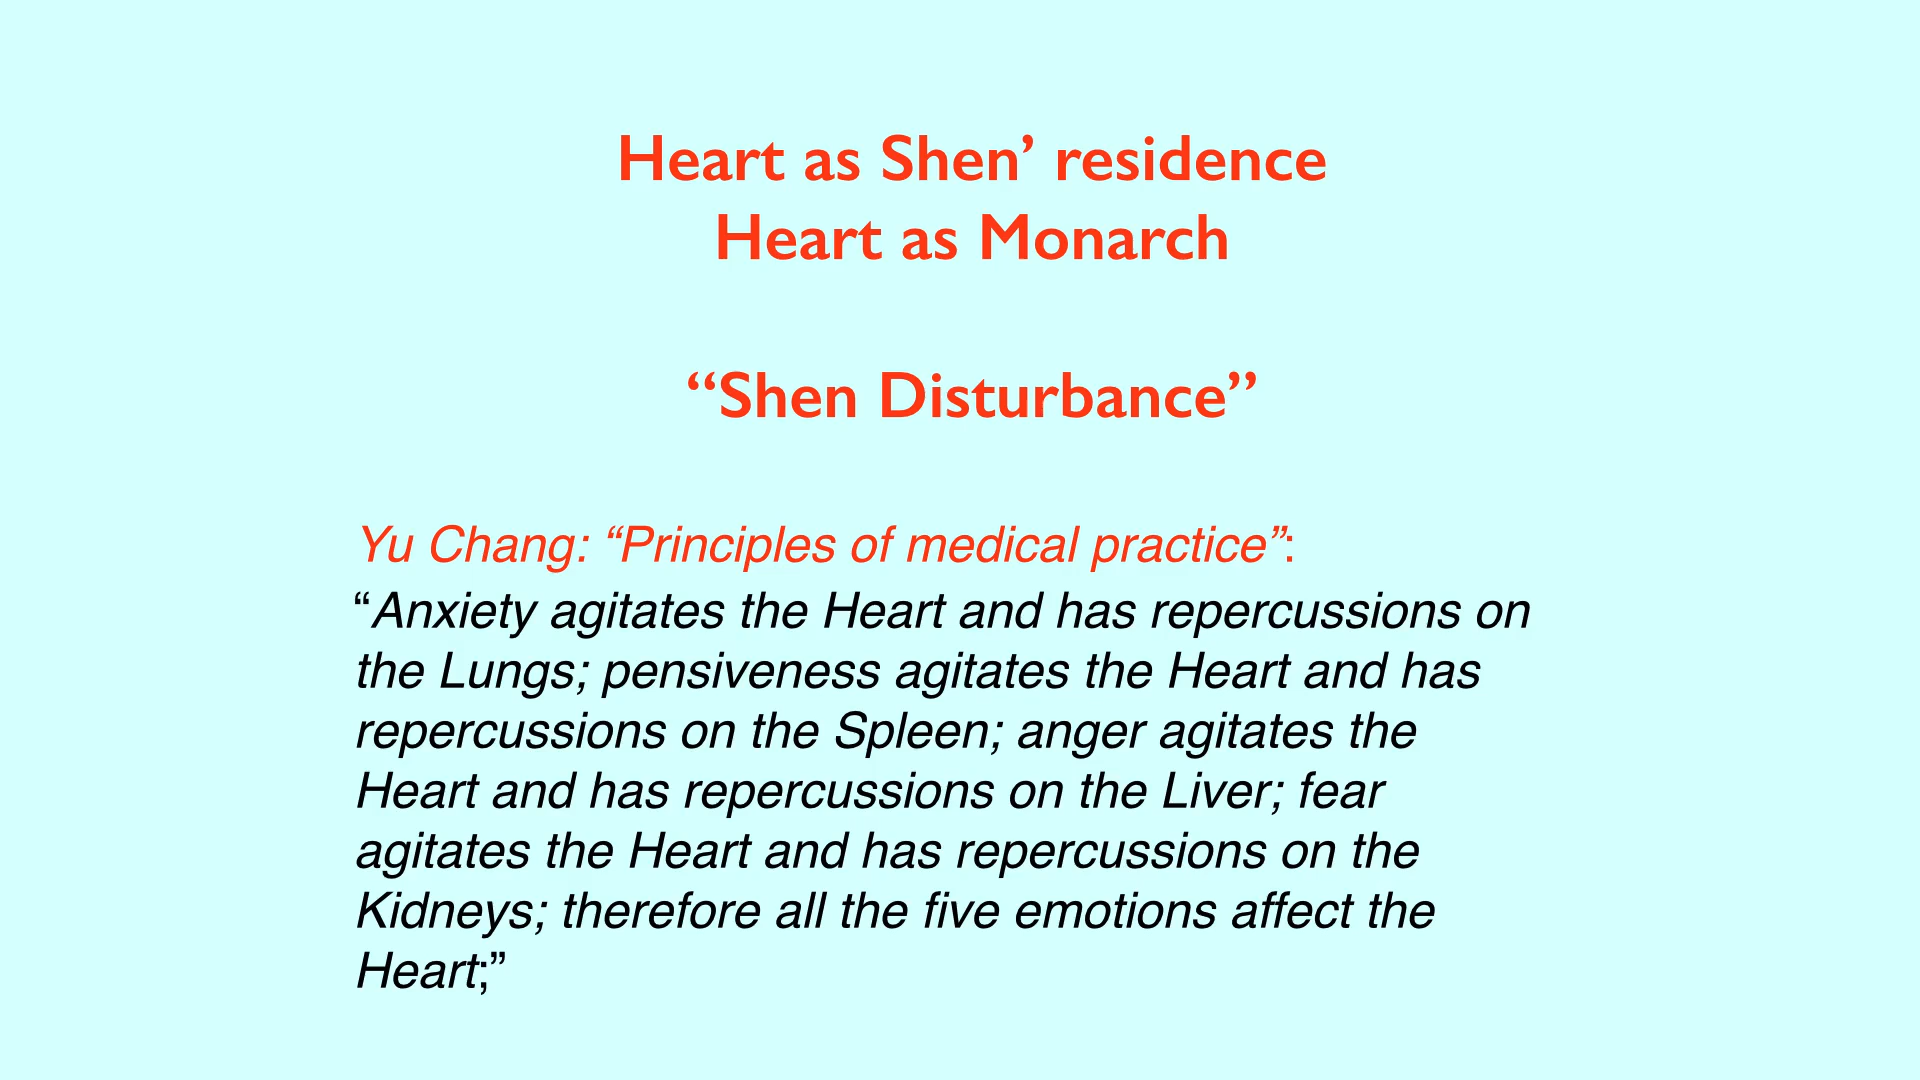 Heart as Shen’ residence
Heart as Monarch
“Shen Disturbance”
Yu Chang: “Principles of medical practice”:
“Anxiety agitates the Heart and has repercussions on
the Lungs; pensiveness agitates the Heart and has
repercussions on the Spleen; anger agitates the
Heart and has repercussions on the Liver; fear
agitates the Heart and has repercussions on the
Kidneys; therefore all the five emotions affect the
Heart;”